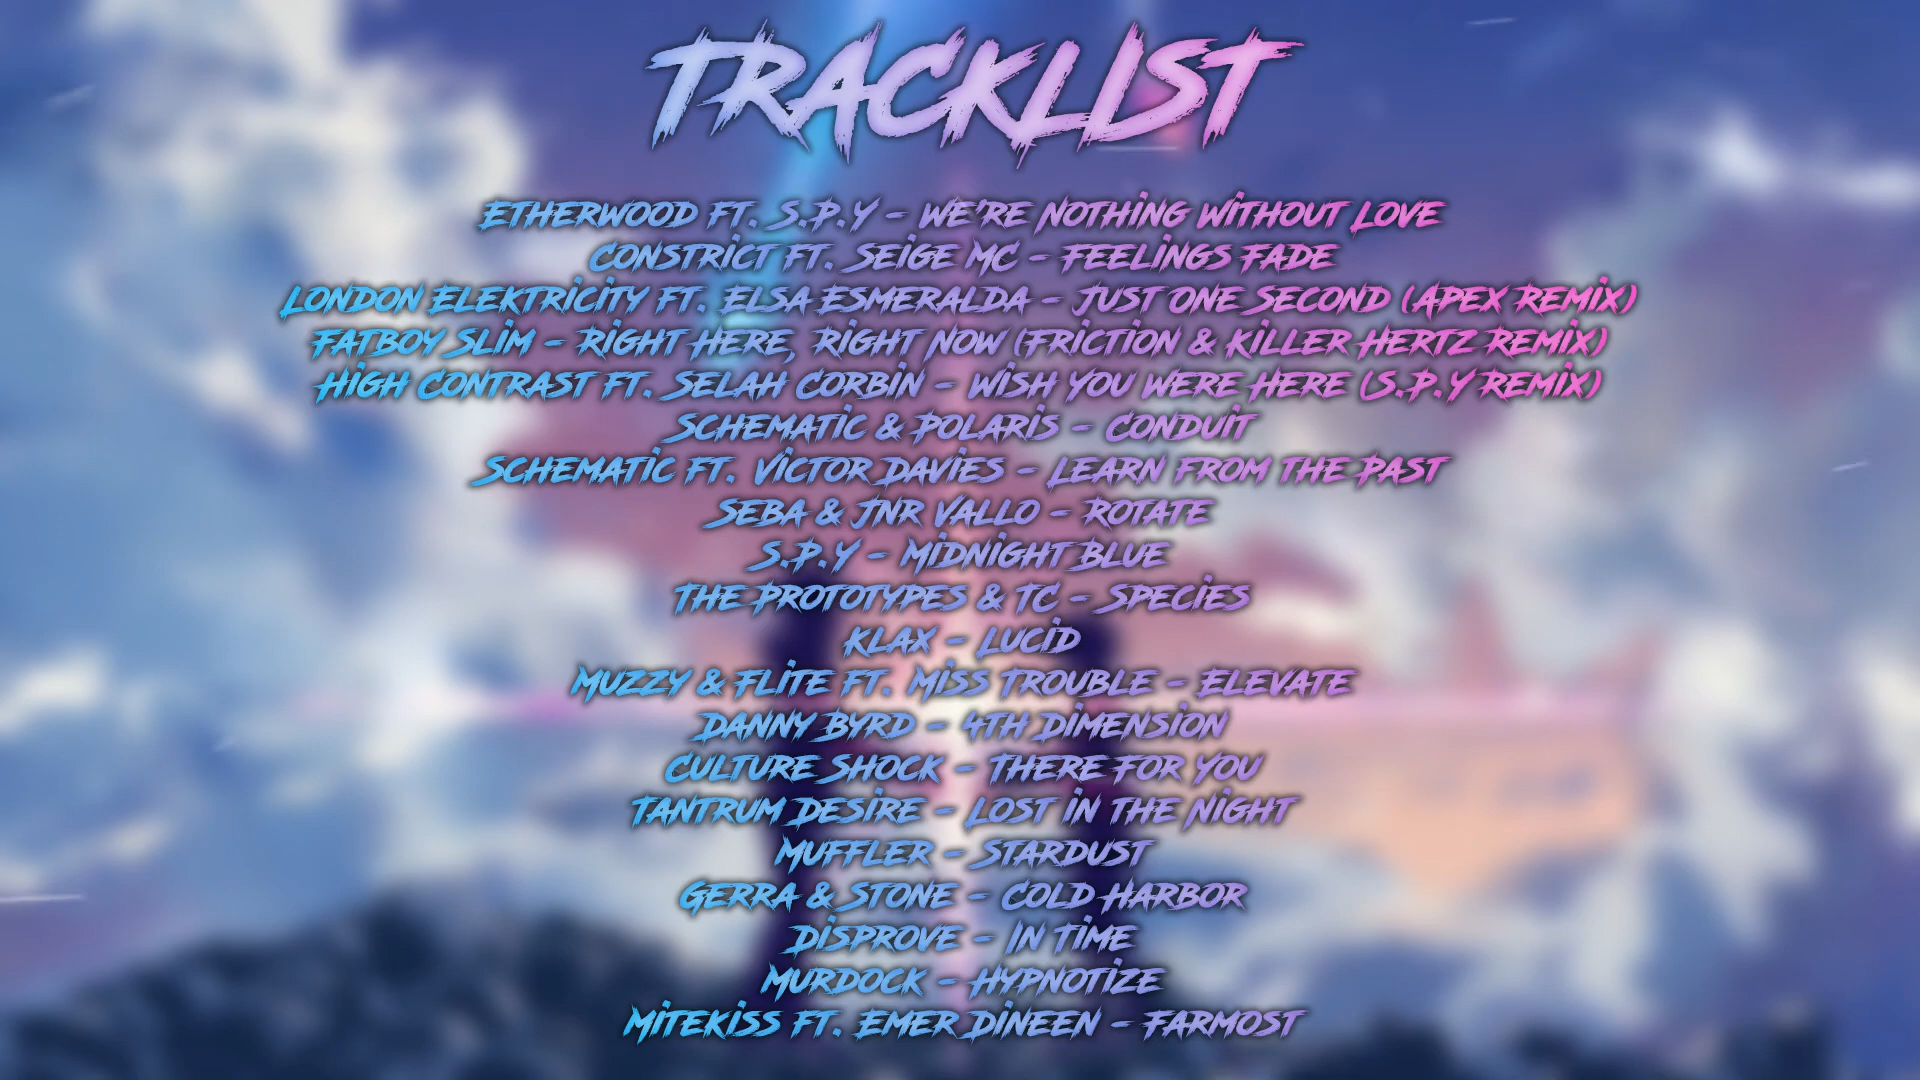 TRACKLIST
ETHERWOOD FT. S.P.Y - WE'RE NOTHING WITHOUT LOVE
CONSTRICT FT. SEIGE MC - FEELINGS FADE
LONDON ELEKTRICITY FT. ELSA ESMERALDA - JUST ONE SECOND (APEX REMIX)
FATBOY SLIM - RIGHT HERE, RIGHT NOW (FRICTION & KILLER HERTZ REMIX)
HIGH CONTRAST FT. SELAH CORBIN - WISH YOU WERE HERE (S.P.Y REMIX)
SCHEMATIC & POLARIS - CONDUIT
SCHEMATIC FT. VICTOR DAVIES - LEARN FROM THE PAST
SEBA & JNR VALLO - ROTATE
S.P.Y - MIDNIGHT BLUE
THE PROTOTYPES & TC - SPECIES
KLAX - LUCID
MUZZY & FLITE FT. MISS TROUBLE - ELEVATE
DANNY BYRD - 4TH DIMENSION
CULTURE SHOCK - THERE FOR YOU
TANTRUM DESIRE - LOST IN THE NIGHT
MUFFLER - STARDUST
GERRA & STONE - COLD HARBOR
DISPROVE - IN TIME
MURDOCK - HYPNOTIZE
MITEKISS FT. EMER DINEEN - FARMOST